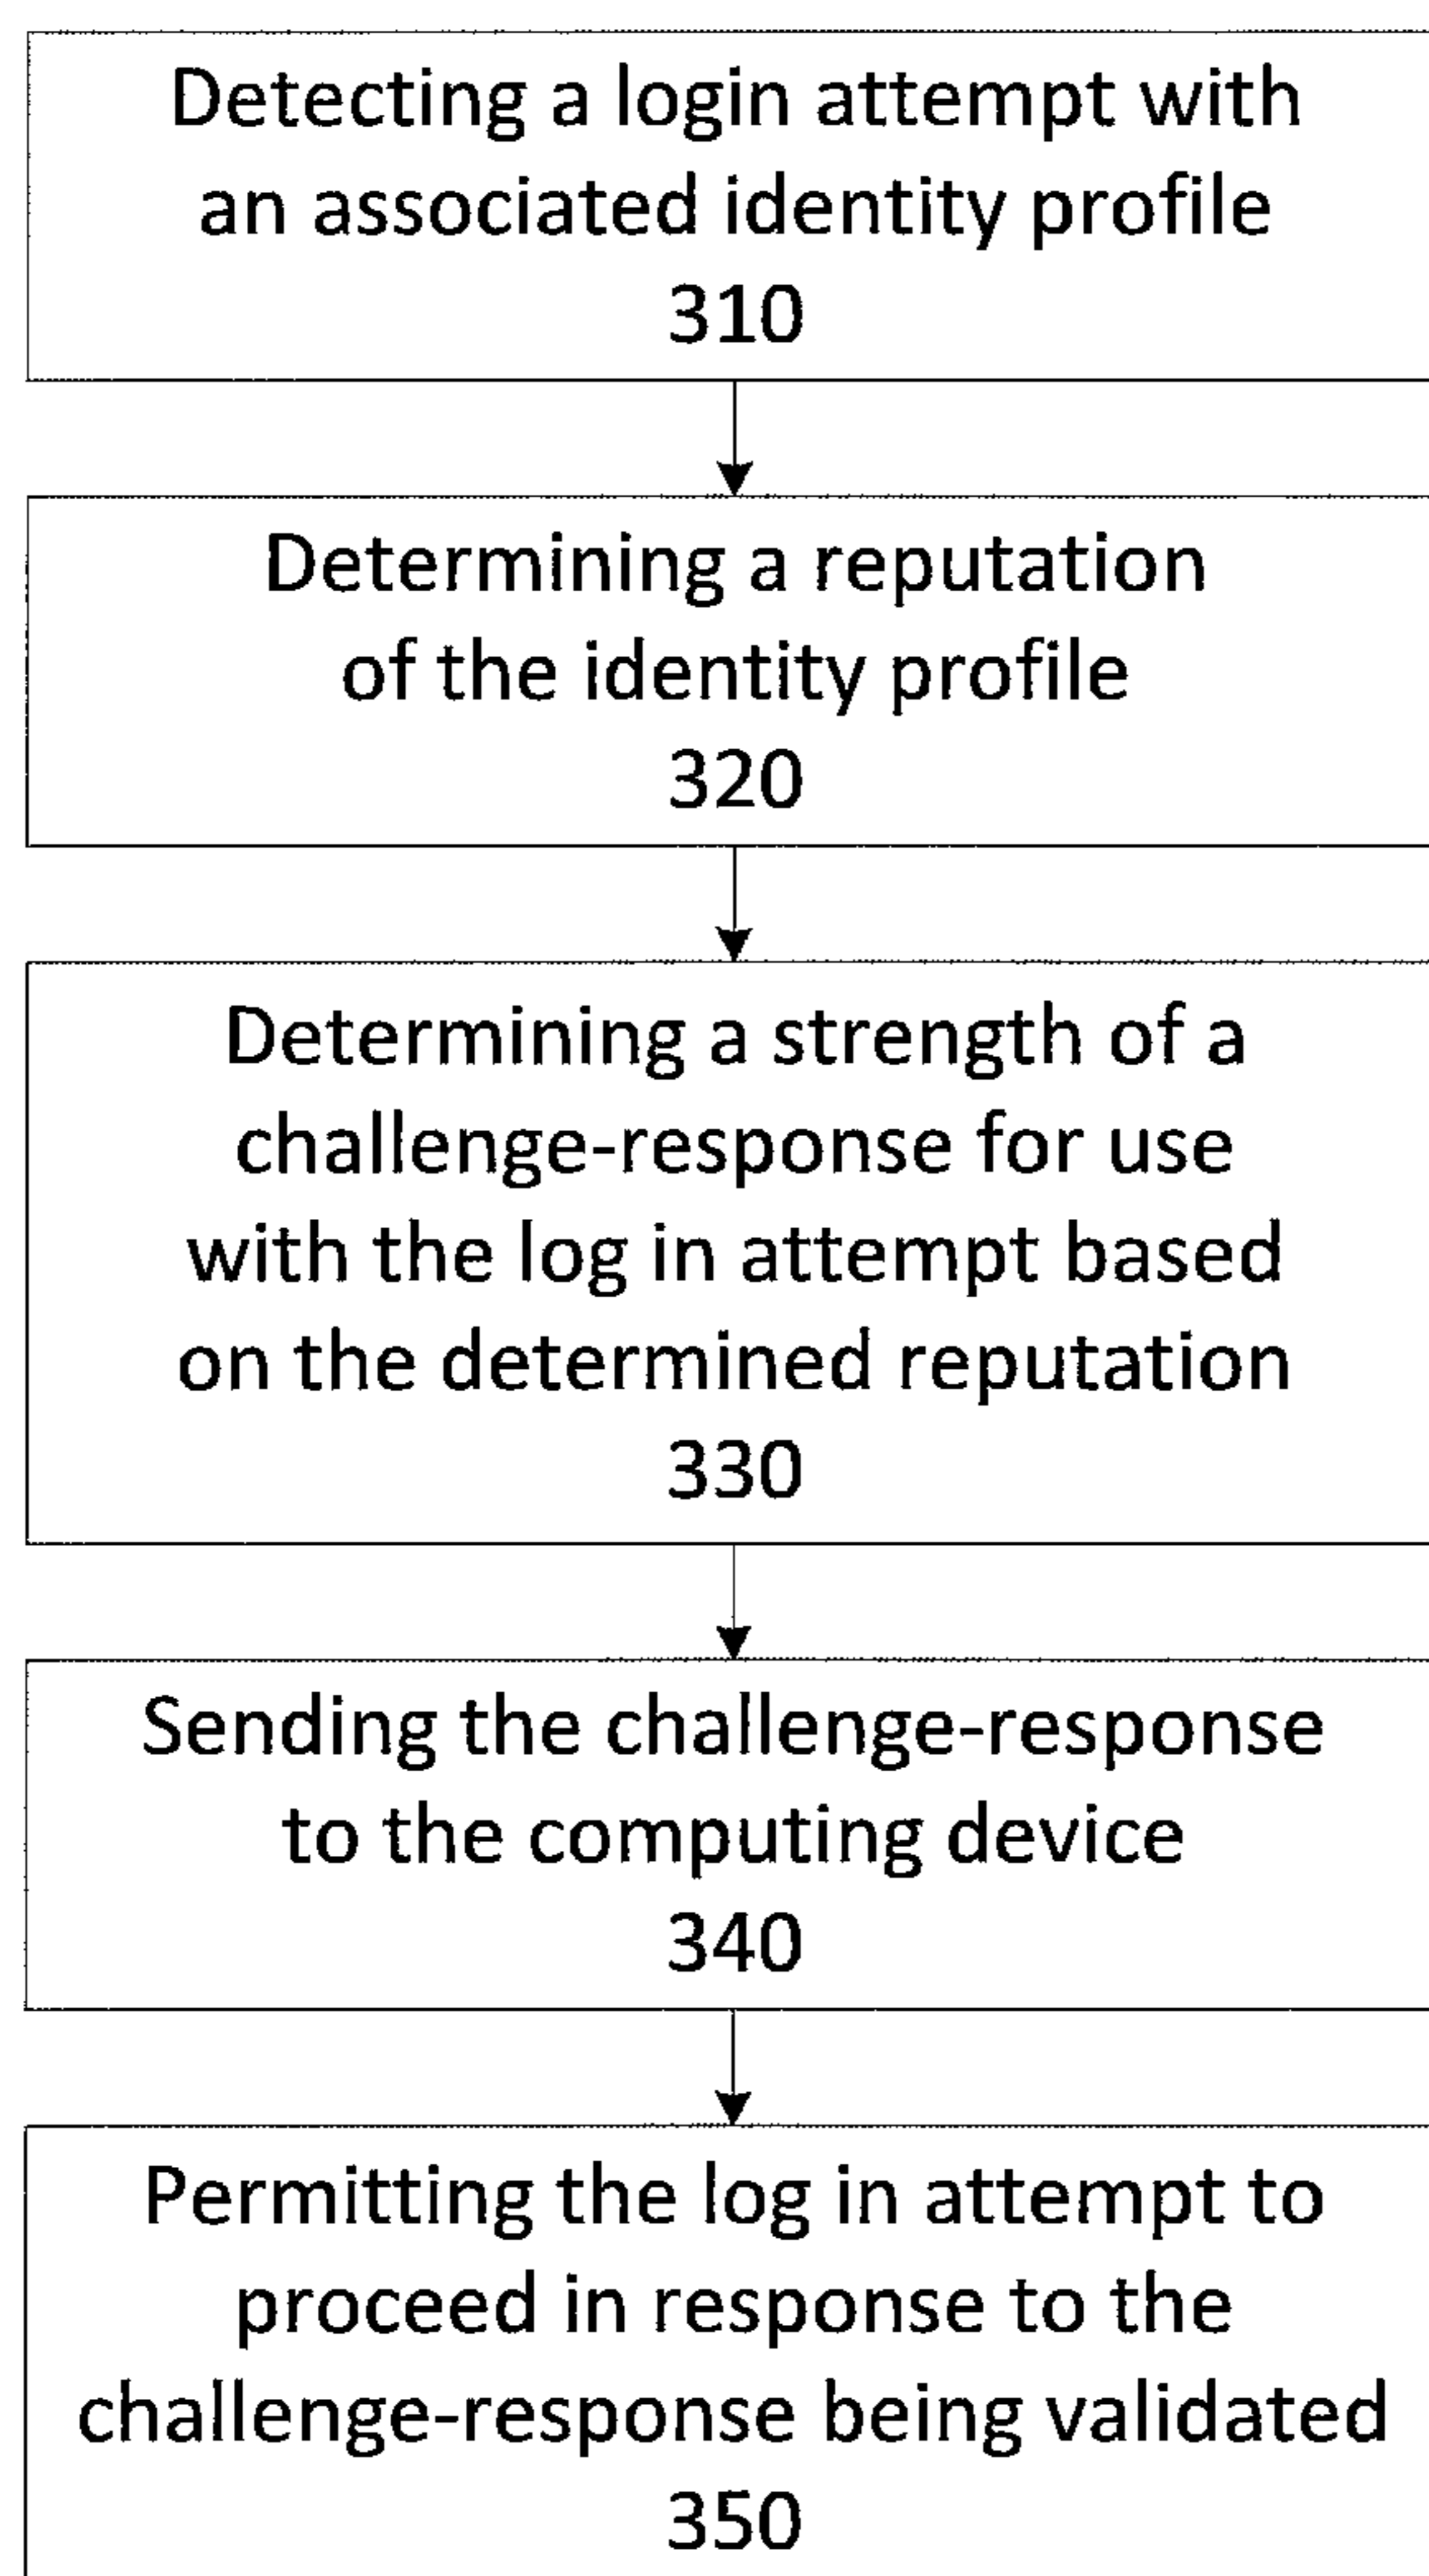 Detecting a login attempt with
an associated identity profile
310
Determining a reputation
of the identity profile
320
Determining a strength of a
challenge-response for use
with the log in attempt based
on the determined reputation
330
Sending the challenge-response
to the computing device
340
Permitting the log in attempt to
proceed in response to the
challenge-response being validated
350